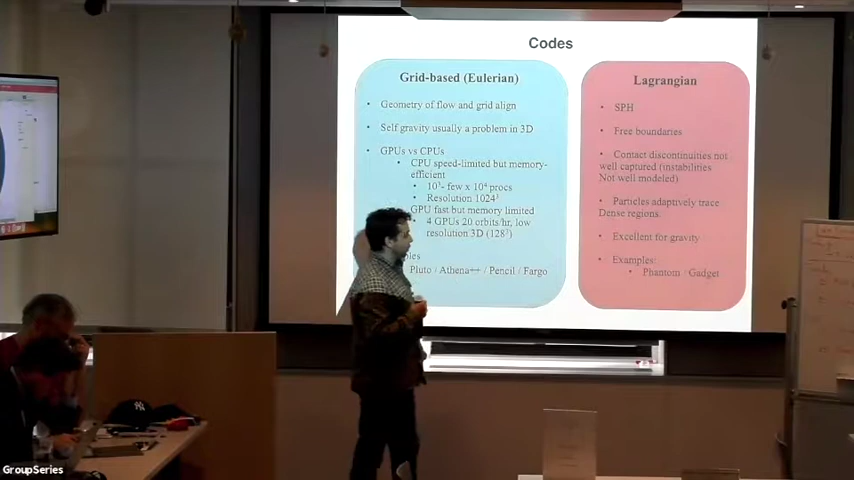 Codes
Grid-based (Eulerian)
• Geometry of flow and grid align
• Self gravity usually a problem in 3D
• GPUs vs CPUs
• CPU speed-limited but memory-
efficient
• 10³- few x 10⁴ procs
• Resolution 1024³
GPU fast but memory limited
• 4 GPUs 20 orbits/hr, low
resolution 3D (128³)
Pluto / Athena++ / Pencil / Fargo
Lagrangian
• SPH
• Free boundaries
• Contact discontinuities not
well captured (instabilities
Not well modeled)
• Particles adaptively trace
Dense regions.
• Excellent for gravity
• Examples:
• Phantom / Gadget
GroupSeries